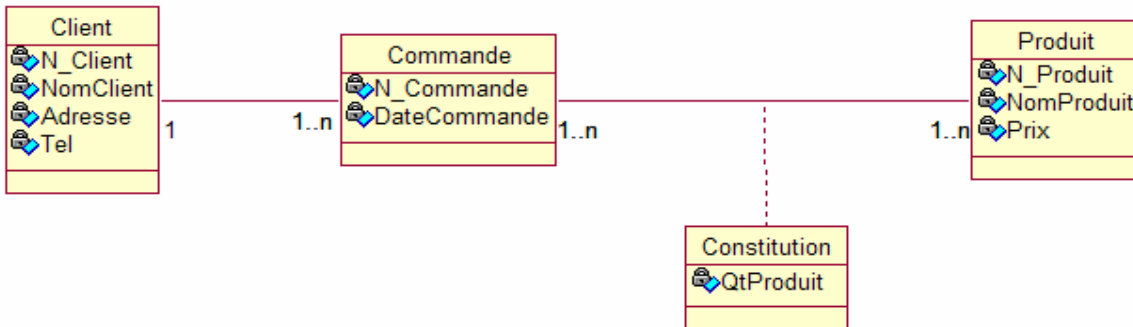 Client
N_Client
NomClient
Adresse
Tel
1
1..n
Commande
N_Commande
DateCommande
1..n
1..n
Produit
N_Produit
NomProduit
Prix
Constitution
QtProduit